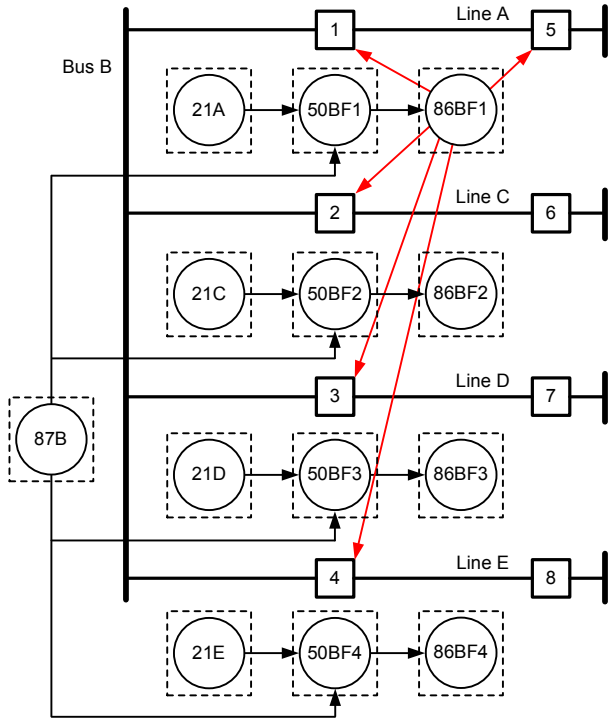 Line A
1
5
Bus B
21A
50BF1
86BF1
Line C
2
6
21C
50BF2
86BF2
Line D
3
7
87B
21D
50BF3
86BF3
Line E
4
8
21E
50BF4
86BF4